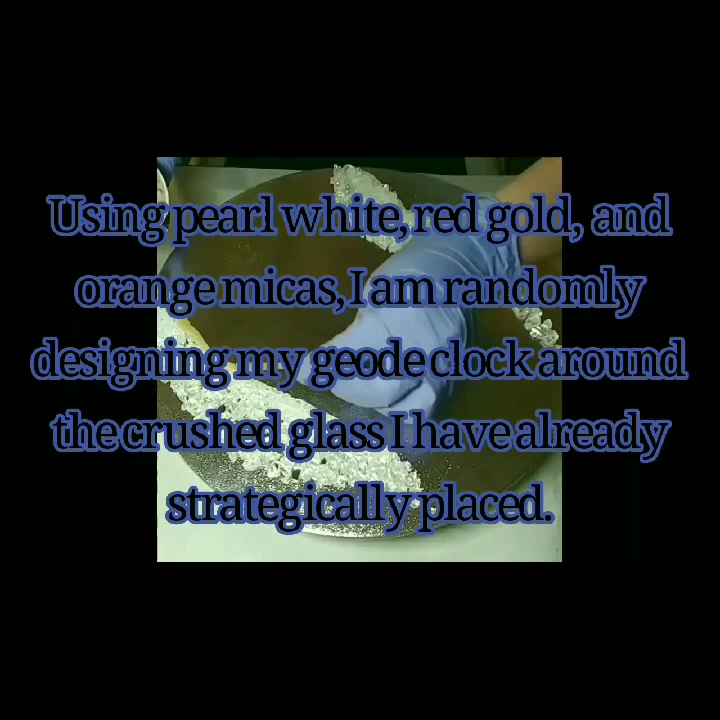 Using pearl white, red gold, and
orange micas, I am randomly
designing my geode clock around
the crushed glass I have already
strategically placed.